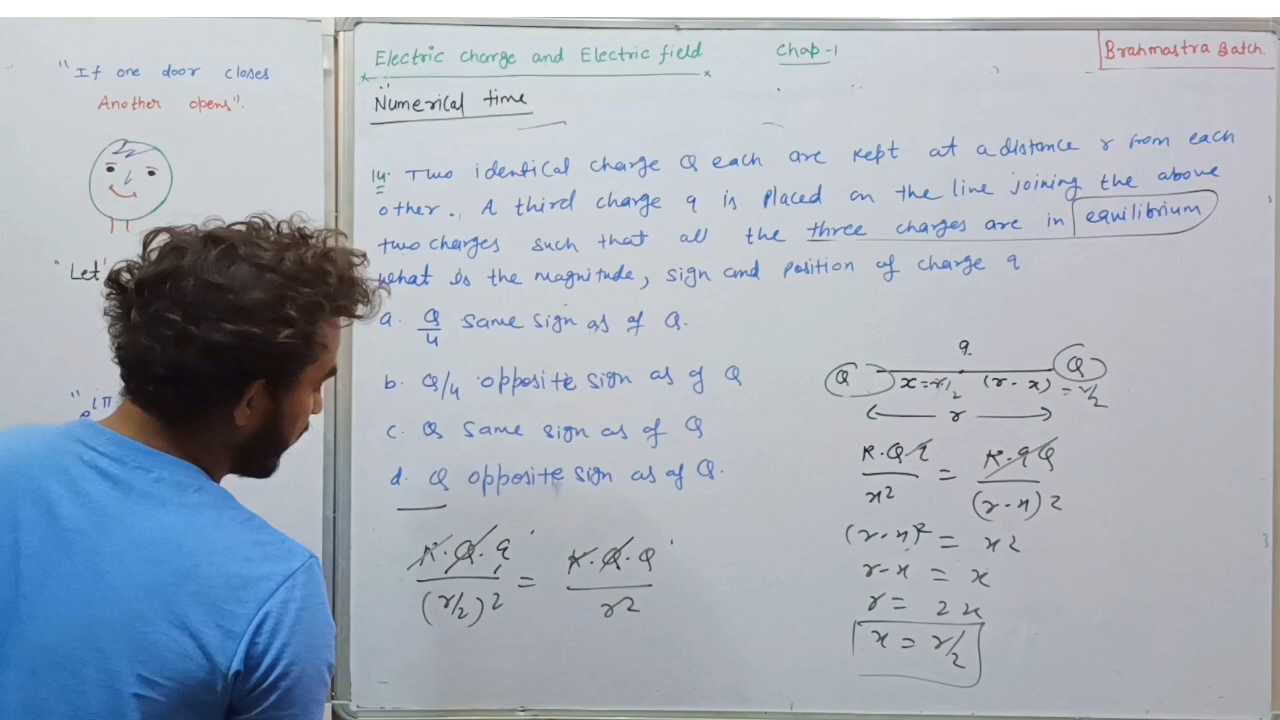 "If one door closes
Another opens".
"Let'
Electric charge and Electric field
Chap-1
Brahmastra Batch.
Numerical time
14. Two identical charge Q each are kept at a distance r from each
other. A third charge q is placed on the line joining the above
two charges such that all the three charges are in equilibrium
what is the magnitude, sign and position of charge q
a. Q/4 same sign as of Q.
b. Q/4 opposite sign as of Q
c. Q same sign as of Q
d. Q opposite sign as of Q.
q
Q Q
x=r/2 (r-x) = r/2
r
K.Qq/x2 = K.qQ/(r-x)2
(r-x)2 = x2
r-x = x
r = 2x
x = r/2
K.Q.q/(r/2)2 = K.Q.Q/r2